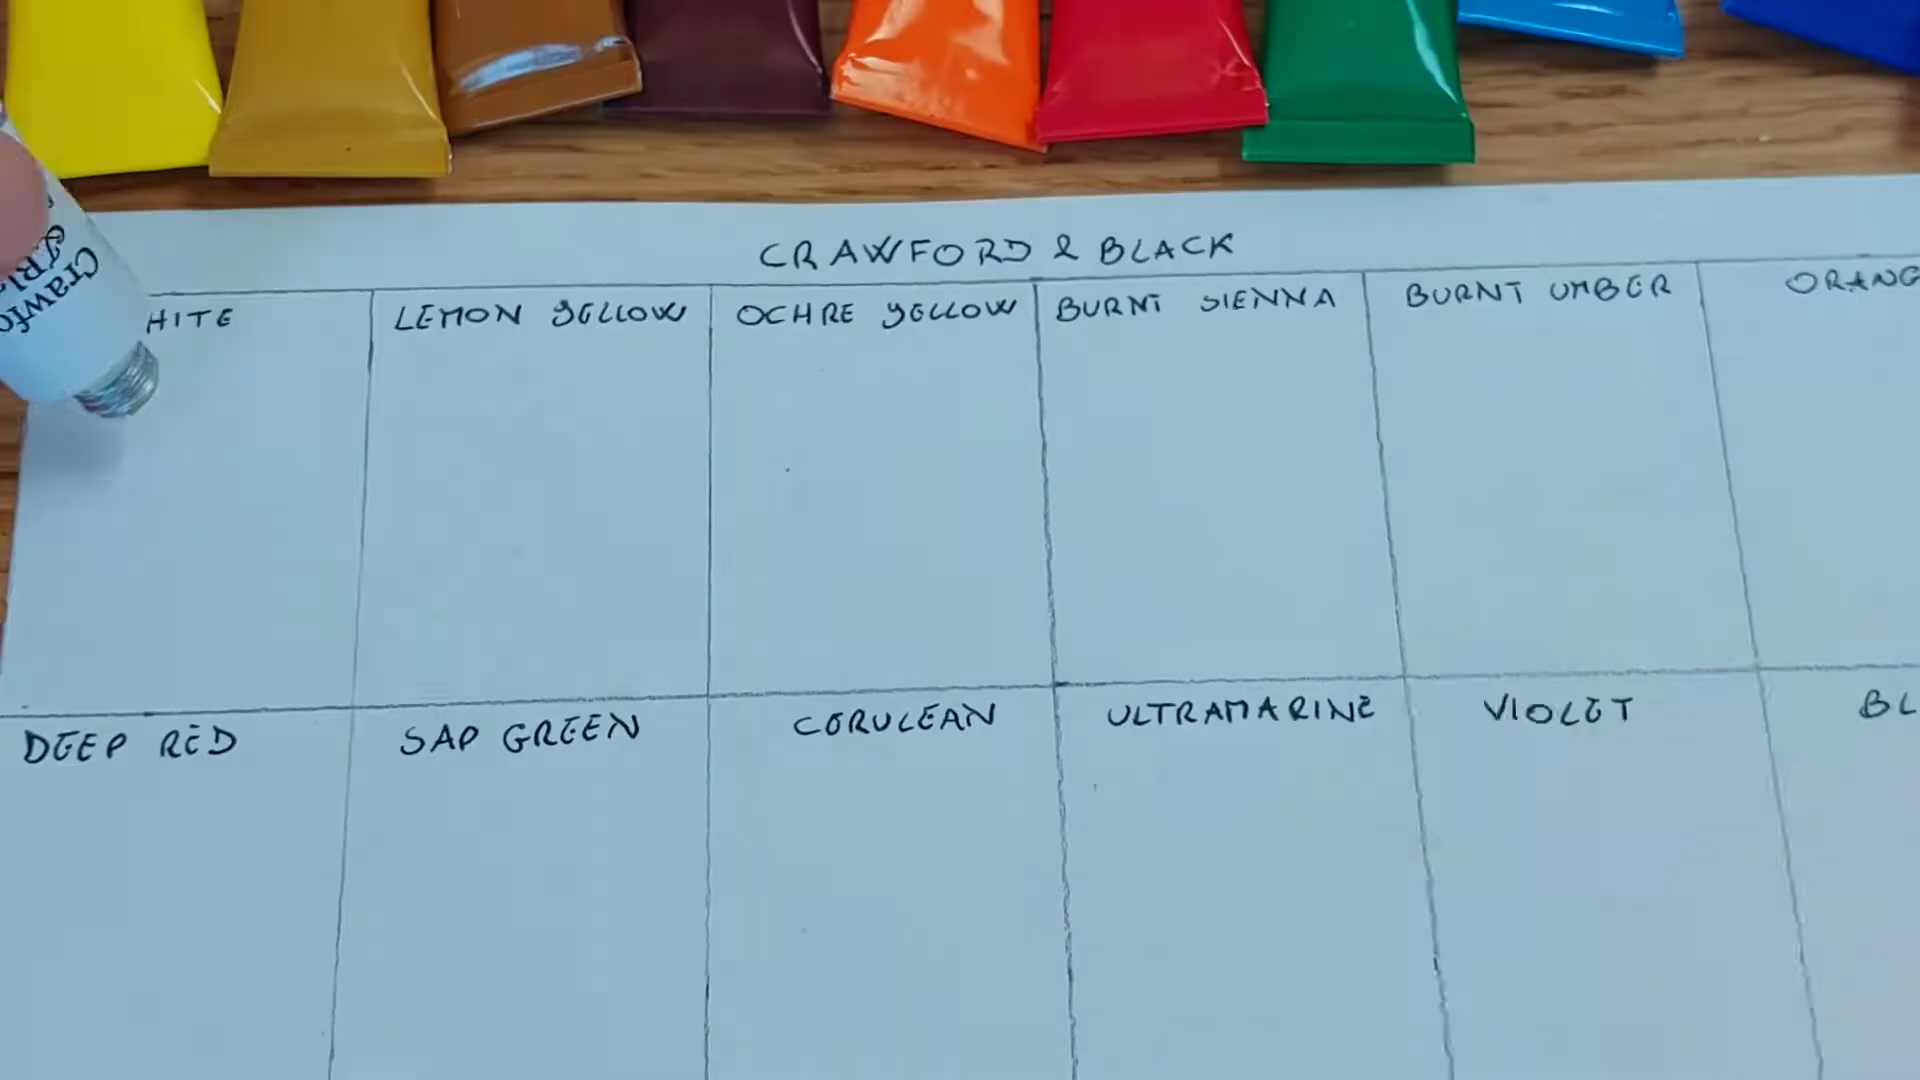 CRAWFORD & BLACK
HITE LEMON YELLOW OCHRE YELLOW BURNT SIENNA BURNT UMBER ORANG
DEEP RED SAP GREEN CERULEAN ULTRAMARINE VIOLET BL
Crawfo